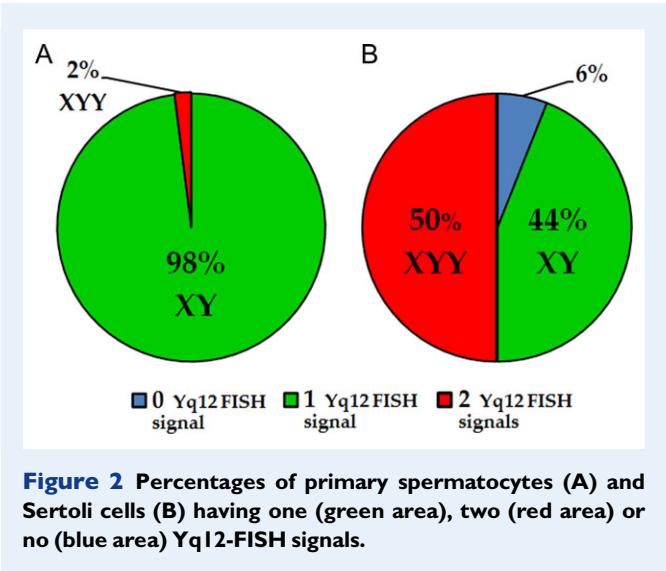 A
2%
XYY
98%
XY
B
6%
50%
XYY
44%
XY
0 Yq12 FISH signal
1 Yq12 FISH signal
2 Yq12 FISH signals
Figure 2 Percentages of primary spermatocytes (A) and
Sertoli cells (B) having one (green area), two (red area) or
no (blue area) Yq12-FISH signals.